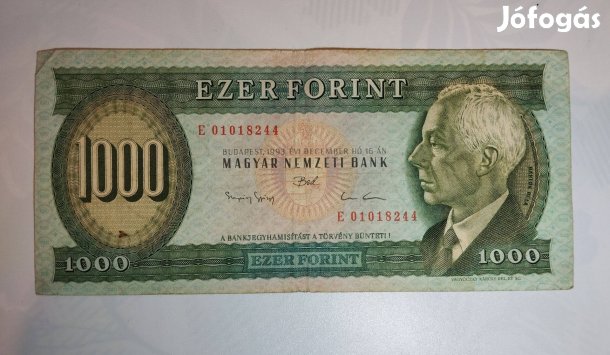 Jófogás
EZER FORINT
E 01018244
BUDAPEST, 1993. ÉVI DECEMBER HÓ 16-ÁN
MAGYAR NEMZETI BANK
1000
E 01018244
A BANKJEGYHAMISÍTÁST A TÖRVÉNY BÜNTETI!
1000
EZER FORINT
1000